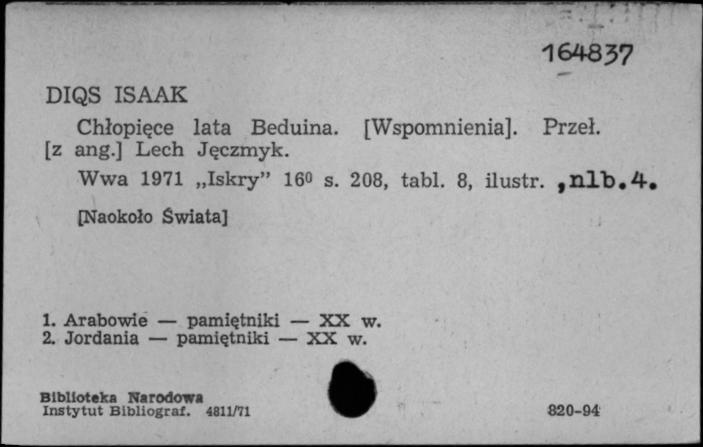 164837
DIQS ISAAK
Chłopięce lata Beduina. [Wspomnienia]. Przeł.
[z ang.] Lech Jęczmyk.
Wwa 1971 „Iskry” 16⁰ s. 208, tabl. 8, ilustr. ,nlb.4.
[Naokoło Świata]
1. Arabowie — pamiętniki — XX w.
2. Jordania — pamiętniki — XX w.
Biblioteka Narodowa
Instytut Bibliograf. 4811/71
820-94